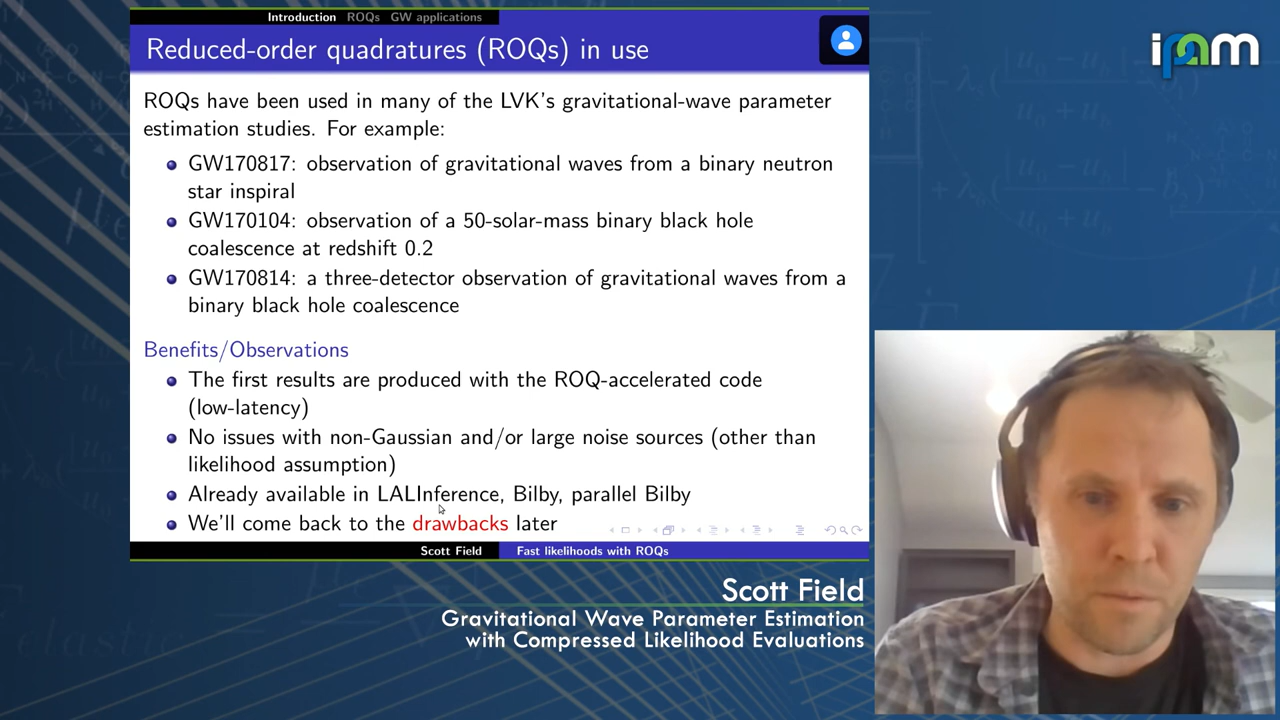 Introduction ROQs GW applications
Reduced-order quadratures (ROQs) in use
ipam
ROQs have been used in many of the LVK's gravitational-wave parameter
estimation studies. For example:
GW170817: observation of gravitational waves from a binary neutron
star inspiral
GW170104: observation of a 50-solar-mass binary black hole
coalescence at redshift 0.2
GW170814: a three-detector observation of gravitational waves from a
binary black hole coalescence
Benefits/Observations
The first results are produced with the ROQ-accelerated code
(low-latency)
No issues with non-Gaussian and/or large noise sources (other than
likelihood assumption)
Already available in LALInference, Bilby, parallel Bilby
We'll come back to the drawbacks later
Scott Field Fast likelihoods with ROQs
Scott Field
Gravitational Wave Parameter Estimation
with Compressed Likelihood Evaluations